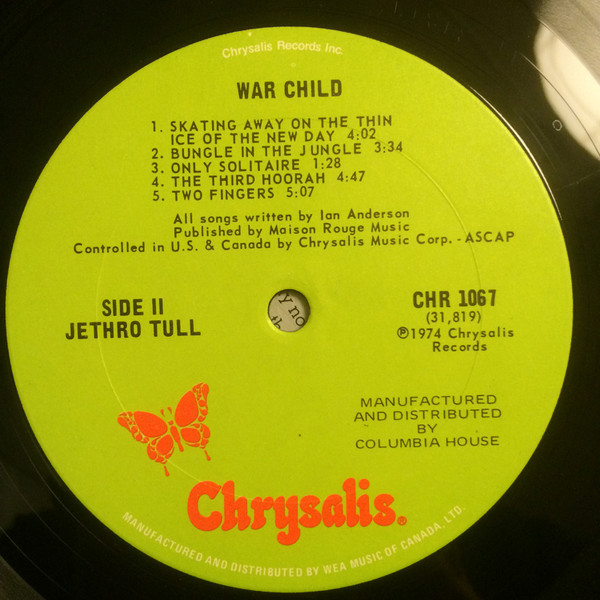 Chrysalis Records Inc.
WAR CHILD
1. SKATING AWAY ON THE THIN
ICE OF THE NEW DAY 4:02
2. BUNGLE IN THE JUNGLE 3:34
3. ONLY SOLITAIRE 1:28
4. THE THIRD HOORAH 4:47
5. TWO FINGERS 5:07
All songs written by Ian Anderson
Published by Maison Rouge Music
Controlled in U.S. & Canada by Chrysalis Music Corp. - ASCAP
SIDE II
JETHRO TULL
CHR 1067
(31,819)
℗1974 Chrysalis
Records
y no
th
MANUFACTURED
AND DISTRIBUTED
BY
COLUMBIA HOUSE
Chrysalis®
MANUFACTURED AND DISTRIBUTED BY WEA MUSIC OF CANADA, LTD.